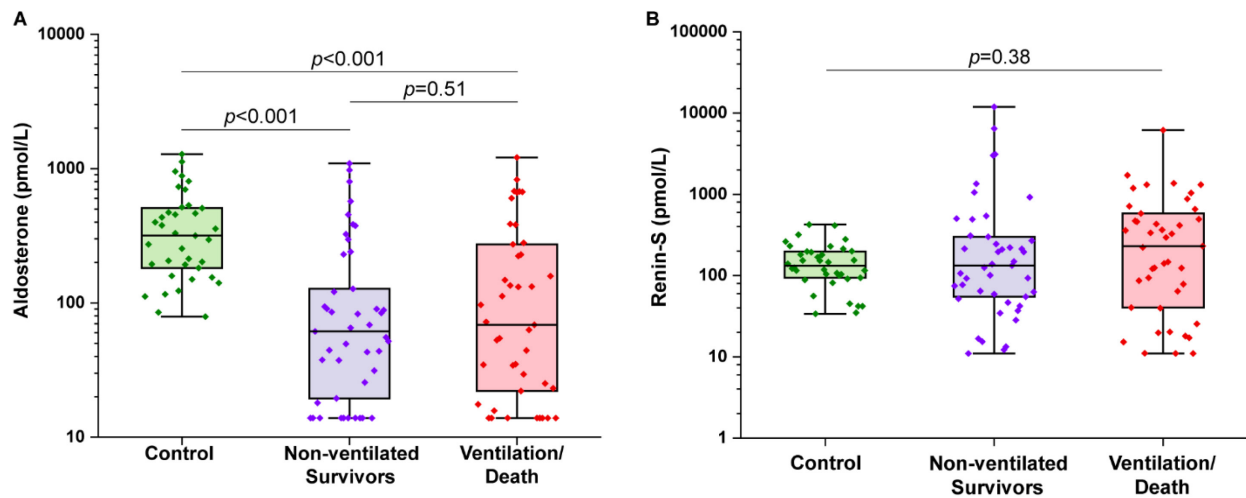 A
Aldosterone (pmol/L)
10000
1000
100
10
p<0.001
p=0.51
p<0.001
Control
Non-ventilated
Survivors
Ventilation/
Death
B
Renin-S (pmol/L)
100000
10000
1000
100
10
1
p=0.38
Control
Non-ventilated
Survivors
Ventilation/
Death